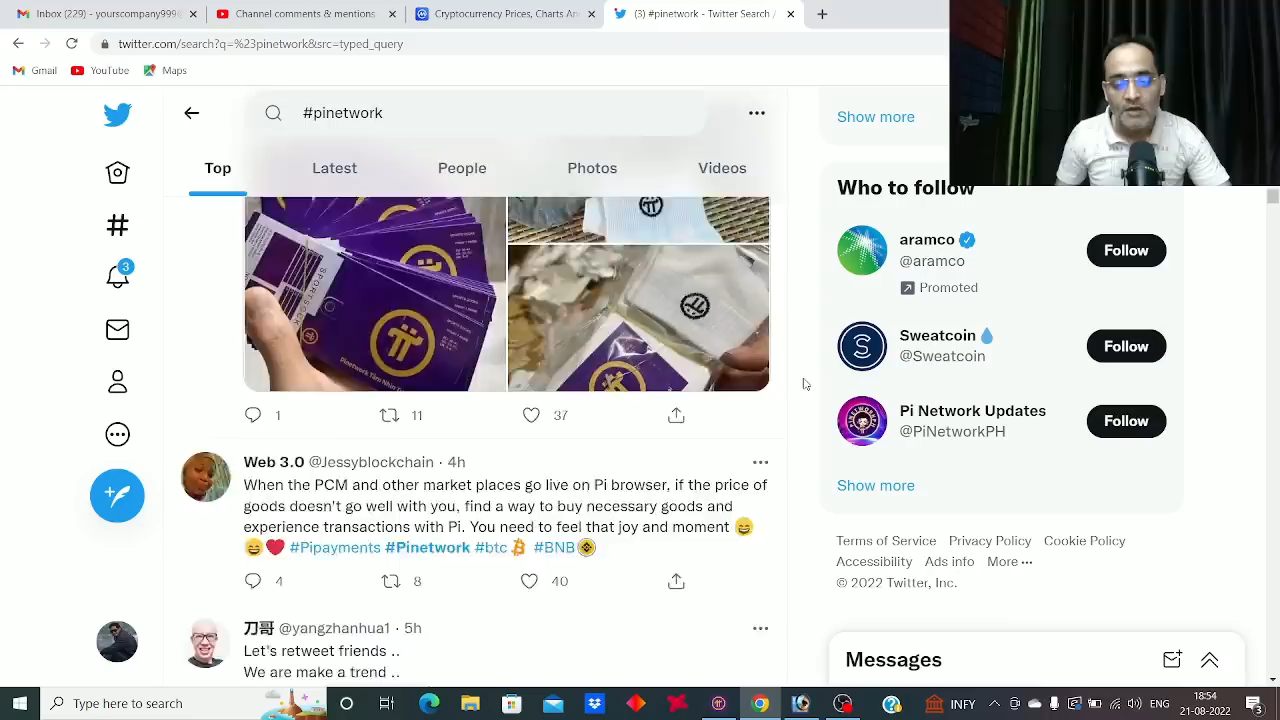 Inbox (209) - yourcompany999
Channel comments & mentions
Cryptocurrency Prices, Charts An
(3) #pinetwork - Twitter Search /
twitter.com/search?q=%23pinetwork&src=typed_query
Gmail
YouTube
Maps
#pinetwork
Show more
Top
Latest
People
Photos
Videos
Who to follow
aramco
@aramco
Follow
Promoted
3
Sweatcoin
@Sweatcoin
Follow
Pi Network Updates
@PiNetworkPH
Follow
1
11
37
Web 3.0 @Jessyblockchain · 4h
When the PCM and other market places go live on Pi browser, if the price of
goods doesn't go well with you, find a way to buy necessary goods and
experience transactions with Pi. You need to feel that joy and moment 😄
😄❤️ #Pipayments #Pinetwork #btc #BNB
4
8
40
Show more
Terms of Service Privacy Policy Cookie Policy
Accessibility Ads info More ···
© 2022 Twitter, Inc.
刀哥 @yangzhanhua1 · 5h
Let's retweet friends ..
We are make a trend ..
Messages
Type here to search
INFY
18:54
21-08-2022